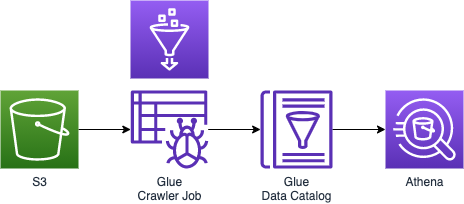 S3
Glue
Crawler Job
Glue
Data Catalog
Athena